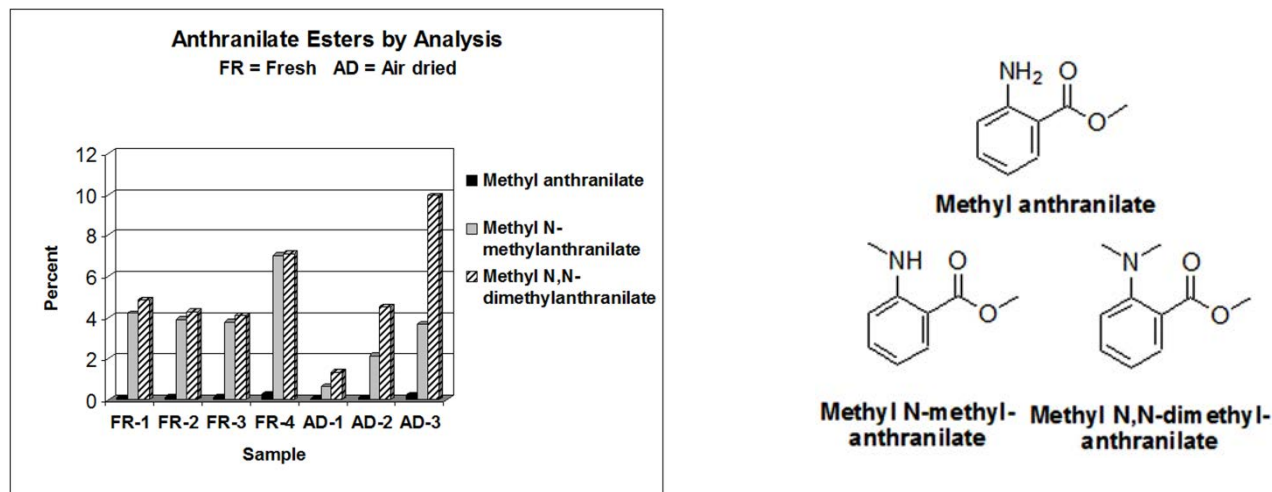 Anthranilate Esters by Analysis
FR = Fresh   AD = Air dried
12
10
8
6
4
2
0
Percent
FR-1 FR-2 FR-3 FR-4 AD-1 AD-2 AD-3
Sample
Methyl anthranilate
Methyl N-
methylanthranilate
Methyl N,N-
dimethylanthranilate
NH2 O
O
Methyl anthranilate
NH O
O
Methyl N-methyl-
anthranilate
N O
O
Methyl N,N-dimethyl-
anthranilate